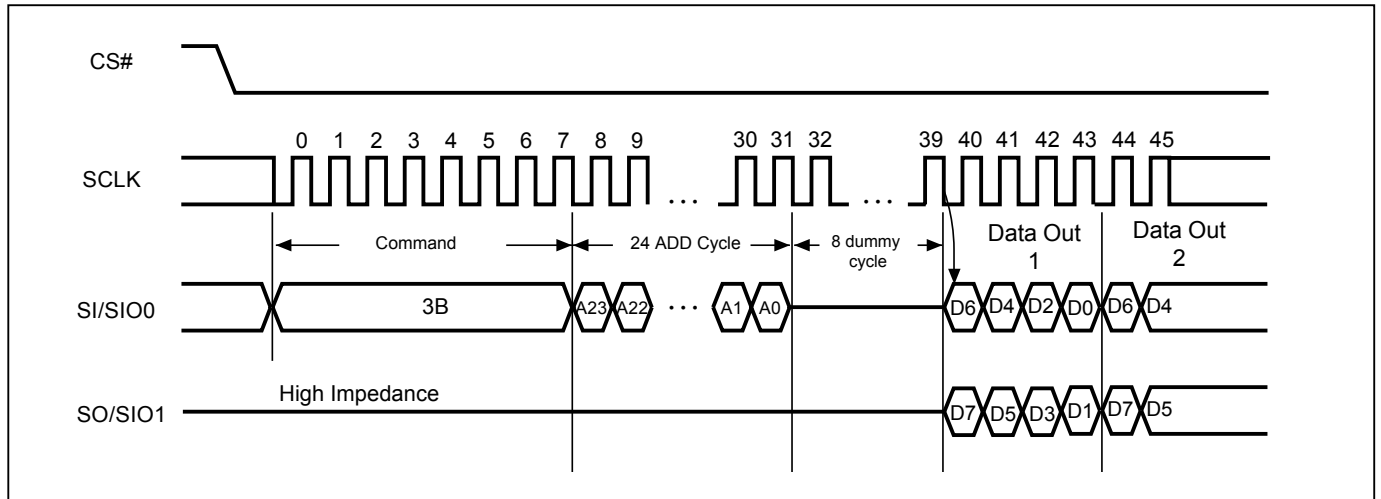 CS#
0 1 2 3 4 5 6 7 8 9 30 31 32 39 40 41 42 43 44 45
SCLK
...
...
Command
24 ADD Cycle
8 dummy
cycle
Data Out
1
Data Out
2
SI/SIO0
3B
A23 A22 ... A1 A0
D6 D4 D2 D0 D6 D4
High Impedance
SO/SIO1
D7 D5 D3 D1 D7 D5